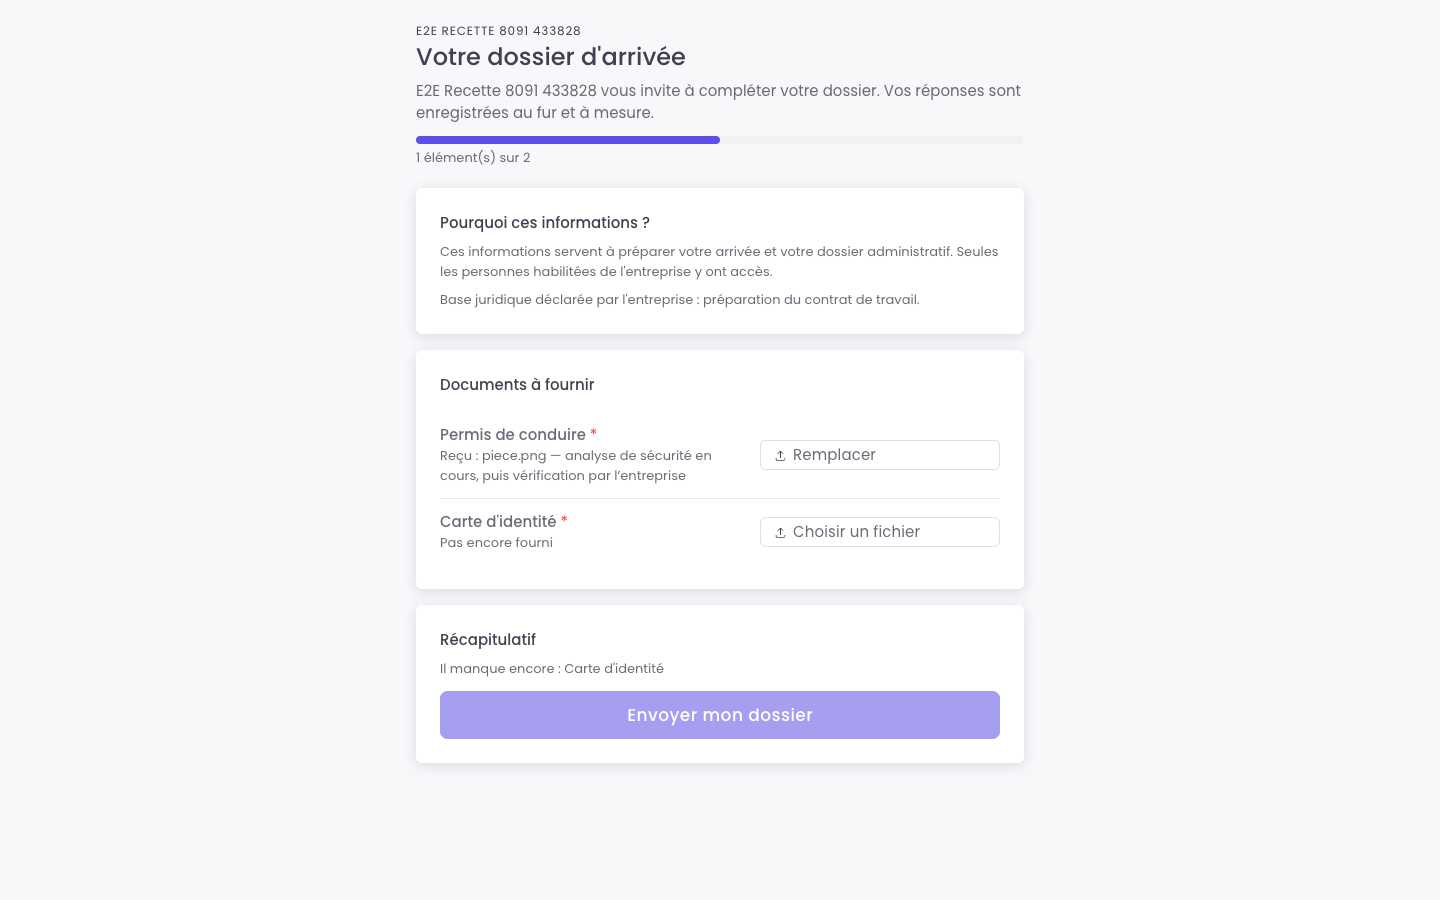 E2E RECETTE 8091 433828
Votre dossier d'arrivée
E2E Recette 8091 433828 vous invite à compléter votre dossier. Vos réponses sont
enregistrées au fur et à mesure.
1 élément(s) sur 2
Pourquoi ces informations ?
Ces informations servent à préparer votre arrivée et votre dossier administratif. Seules
les personnes habilitées de l'entreprise y ont accès.
Base juridique déclarée par l'entreprise : préparation du contrat de travail.
Documents à fournir
Permis de conduire *
Reçu : piece.png — analyse de sécurité en
cours, puis vérification par l’entreprise
Remplacer
Carte d'identité *
Pas encore fourni
Choisir un fichier
Récapitulatif
Il manque encore : Carte d'identité
Envoyer mon dossier